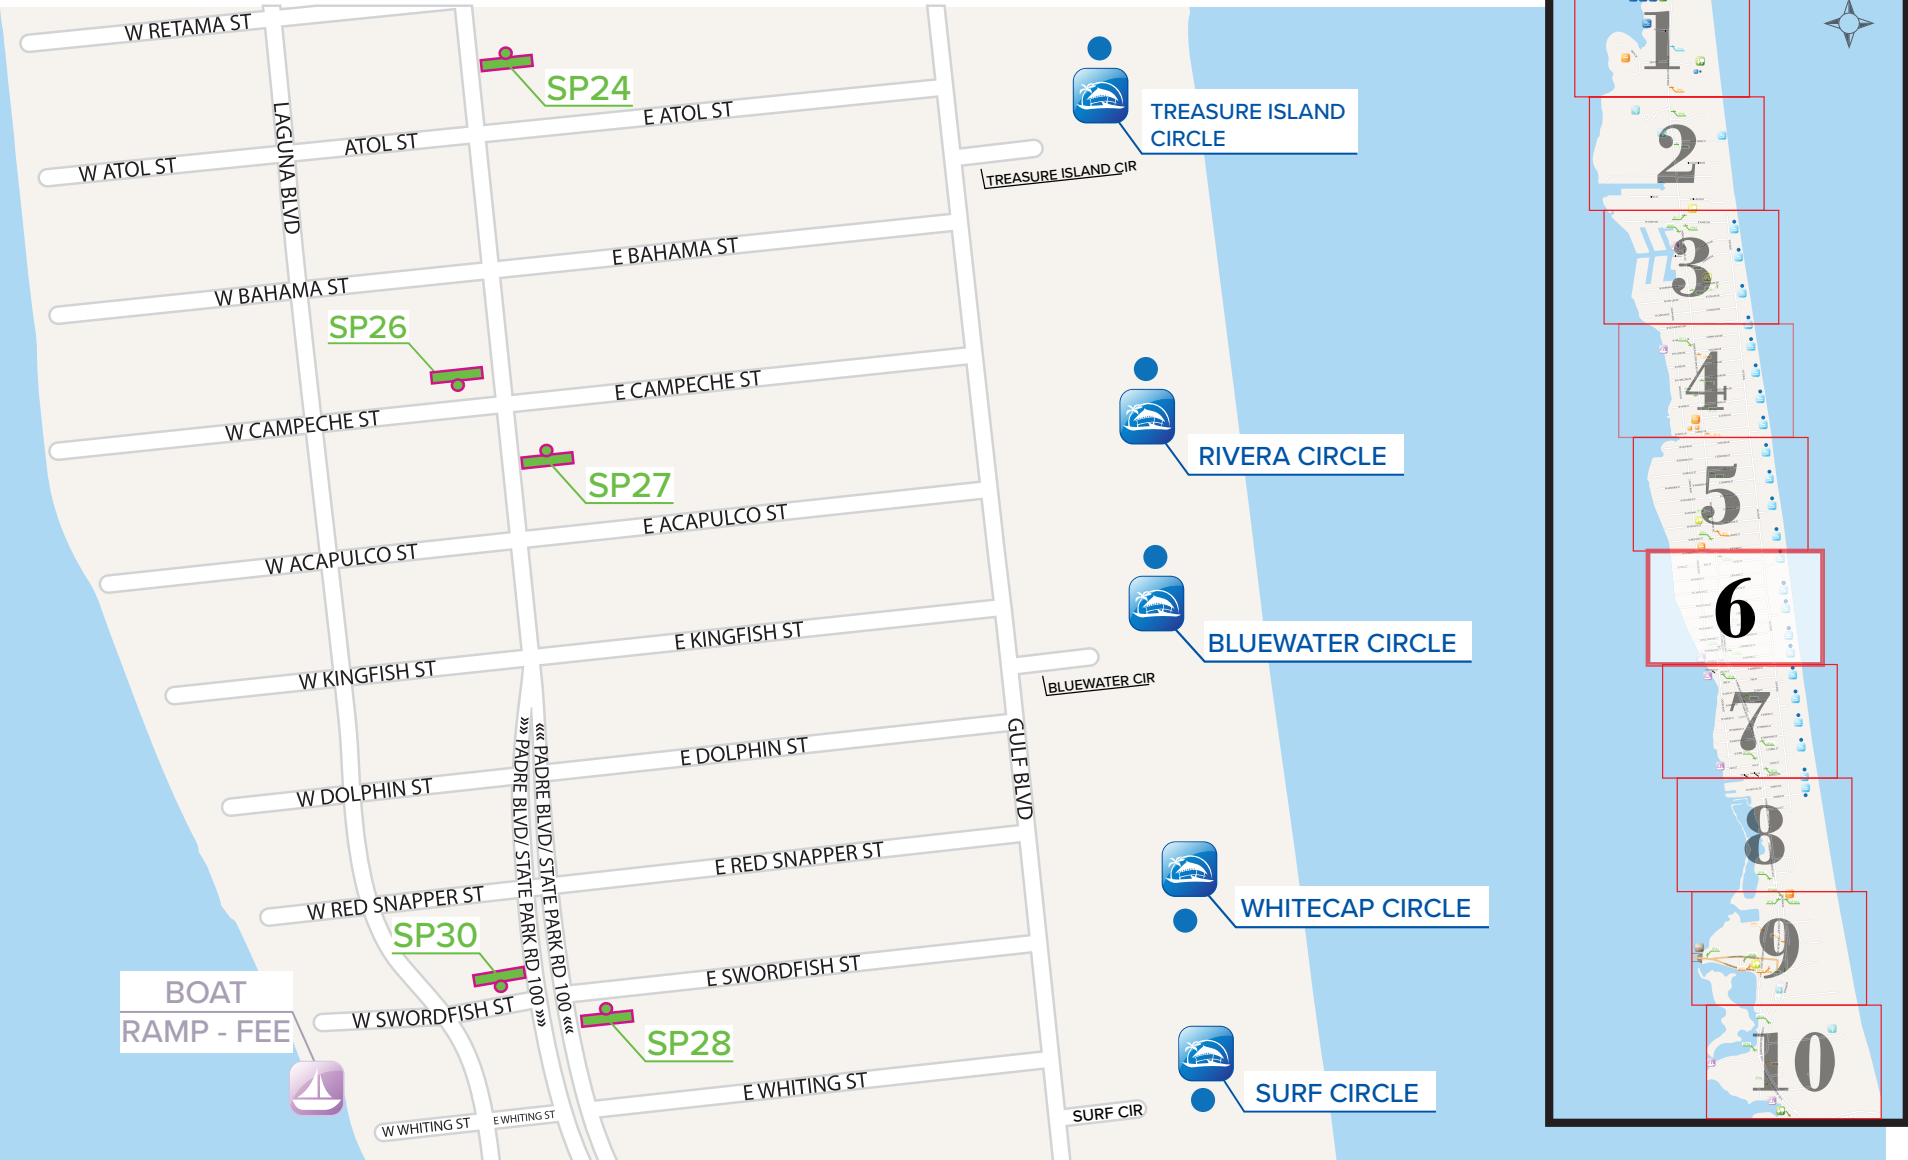 W RETAMA ST
SP24
TREASURE ISLAND
CIRCLE
LAGUNA BLVD
W ATOL ST
ATOL ST
E ATOL ST
TREASURE ISLAND CIR
W BAHAMA ST
E BAHAMA ST
SP26
W CAMPECHE ST
E CAMPECHE ST
RIVERA CIRCLE
SP27
W ACAPULCO ST
E ACAPULCO ST
BLUEWATER CIRCLE
W KINGFISH ST
E KINGFISH ST
BLUEWATER CIR
GULF BLVD
W DOLPHIN ST
E DOLPHIN ST
»» PADRE BLVD/ STATE PARK RD 100 »»
«« PADRE BLVD/ STATE PARK RD 100 ««
W RED SNAPPER ST
E RED SNAPPER ST
WHITECAP CIRCLE
SP30
W SWORDFISH ST
E SWORDFISH ST
SP28
BOAT
RAMP - FEE
E WHITING ST
SURF CIRCLE
W WHITING ST
E WHITING ST
SURF CIR
1
2
3
4
5
6
7
8
9
10